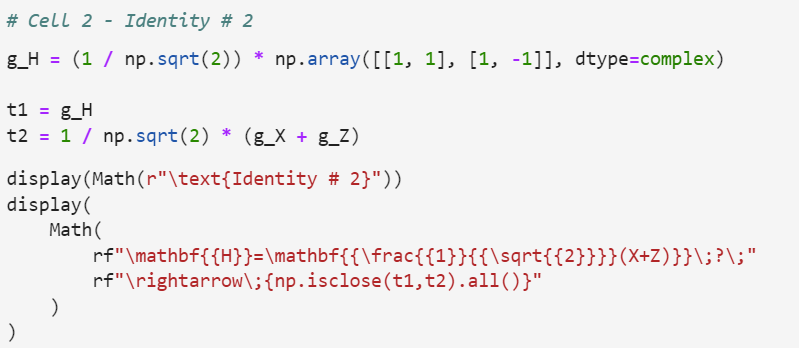 # Cell 2 - Identity # 2
g_H = (1 / np.sqrt(2)) * np.array([[1, 1], [1, -1]], dtype=complex)
t1 = g_H
t2 = 1 / np.sqrt(2) * (g_X + g_Z)
display(Math(r"\text{Identity # 2}"))
display(
    Math(
        rf"\mathbf{{H}}=\mathbf{{\frac{{1}}{{\sqrt{{2}}}}(X+Z)}}\;?\;"
        rf"\rightarrow\;{np.isclose(t1,t2).all()}"
    )
)